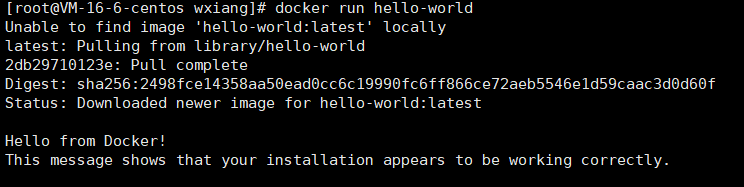 [root@VM-16-6-centos wxiang]# docker run hello-world
Unable to find image 'hello-world:latest' locally
latest: Pulling from library/hello-world
2db29710123e: Pull complete
Digest: sha256:2498fce14358aa50ead0cc6c19990fc6ff866ce72aeb5546e1d59caac3d0d60f
Status: Downloaded newer image for hello-world:latest
Hello from Docker!
This message shows that your installation appears to be working correctly.